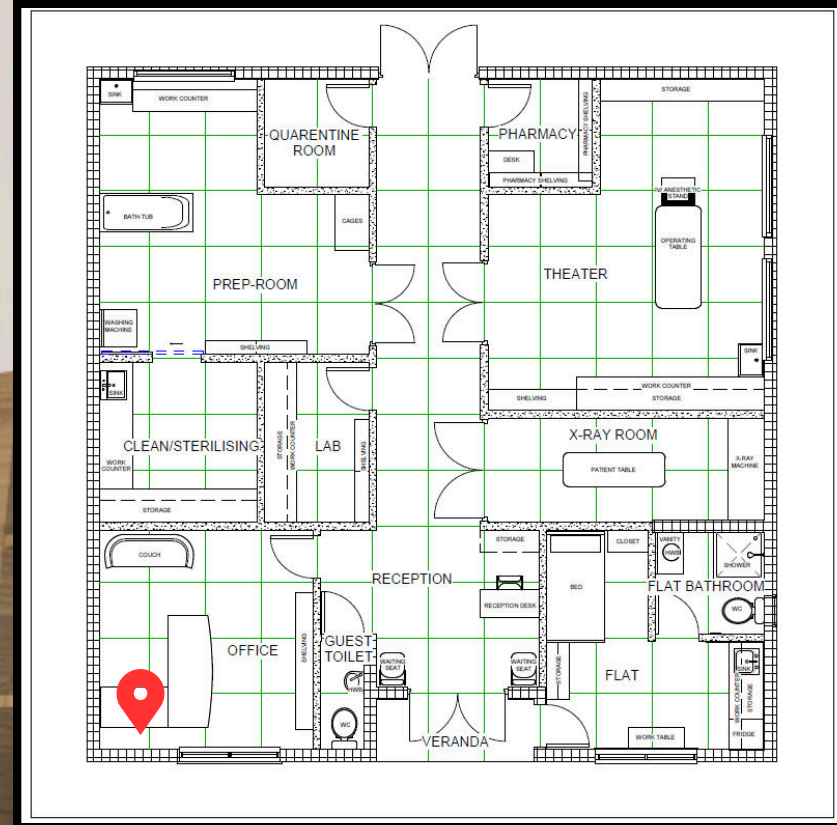 SINK
WORK COUNTER
QUARENTINE
ROOM
PHARMACY
PHARMACY SHELVING
DESK
PHARMACY SHELVING
STORAGE
BATH-TUB
CAGES
IV/ ANESTHETIC
STAND
OPERATING
TABLE
PREP-ROOM
THEATER
WASHING
MACHINE
SHELVING
SINK
SINK
WORK COUNTER
STORAGE
SHELVING
CLEAN/STERILISING
WORK
COUNTER
STORAGE
STORAGE
WORK COUNTER
LAB
SHELVING
X-RAY ROOM
PATIENT TABLE
X-RAY
MACHINE
COUCH
OFFICE
SHELVING
RECEPTION
STORAGE
RECEPTION DESK
GUEST
TOILET
HWB
WC
WAITING
SEAT
WAITING
SEAT
VERANDA
CLOSET
BED
VANITY
HWB
SHOWER
FLAT BATHROOM
WC
STORAGE
FLAT
SINK
WORK COUNTER
STORAGE
FRIDGE
WORK TABLE